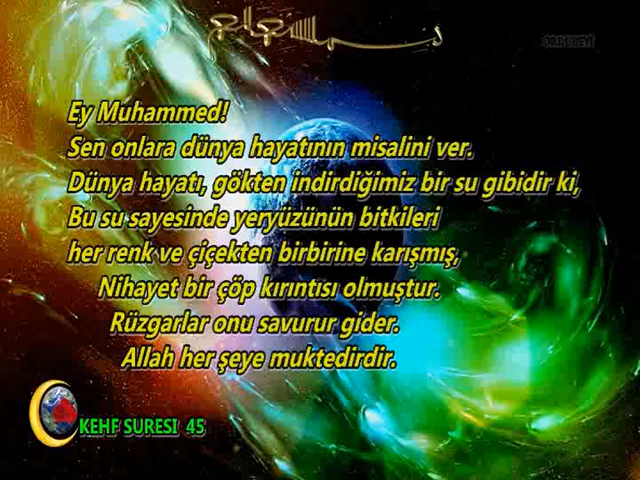 ORDUBEYİ
Ey Muhammed!
Sen onlara dünya hayatının misalini ver.
Dünya hayatı, gökten indirdiğimiz bir su gibidir ki,
Bu su sayesinde yeryüzünün bitkileri
her renk ve çiçekten birbirine karışmış,
Nihayet bir çöp kırıntısı olmuştur.
Rüzgarlar onu savurur gider.
Allah her şeye muktedirdir.
KEHF SURESI 45